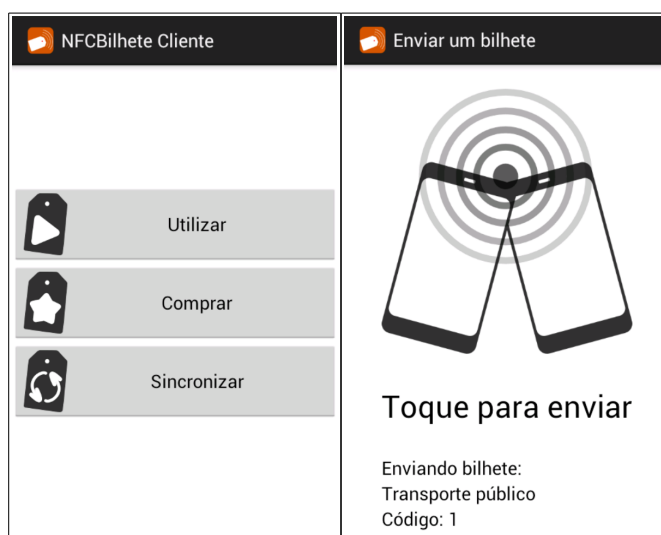 NFCBilhete Cliente
Utilizar
Comprar
Sincronizar
Enviar um bilhete
Toque para enviar
Enviando bilhete:
Transporte público
Código: 1